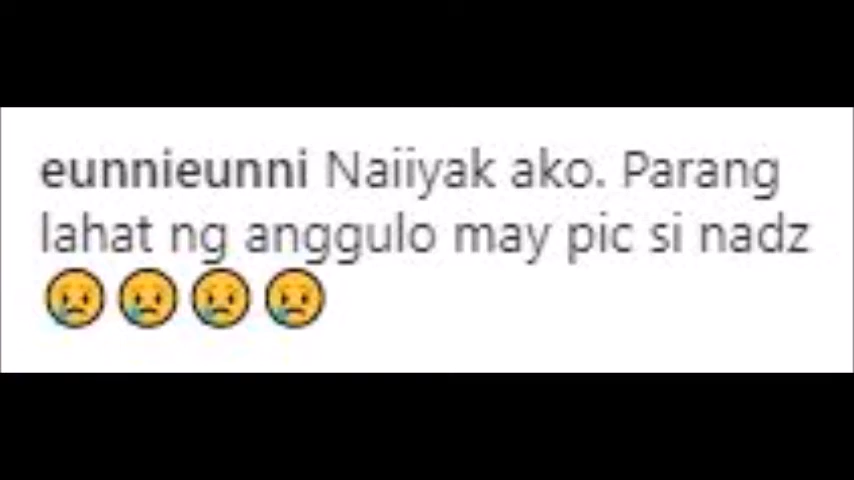 eunnieunni Naiiyak ako. Parang
lahat ng anggulo may pic si nadz
😢😢😢😢